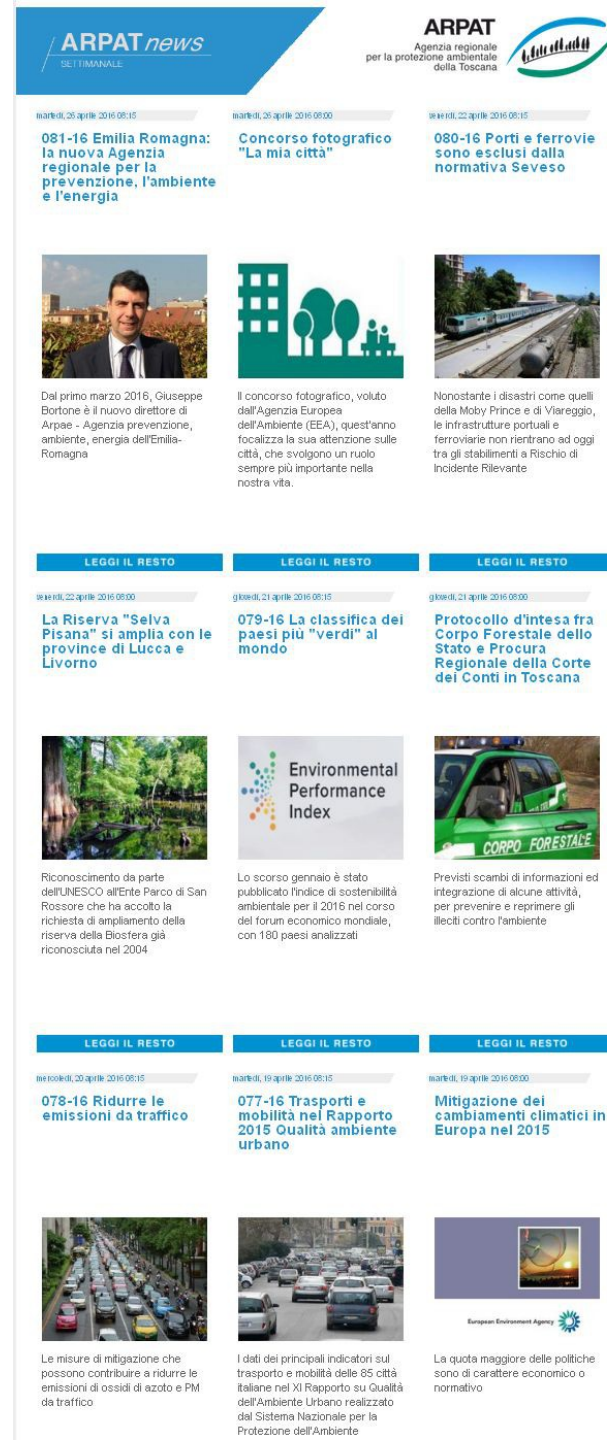 ARPATnews
SETTIMANALE
ARPAT
Agenzia regionale
per la protezione ambientale
della Toscana
martedì, 26 aprile 2016 08:15
081-16 Emilia Romagna:
la nuova Agenzia
regionale per la
prevenzione, l'ambiente
e l'energia
Dal primo marzo 2016, Giuseppe
Bortone è il nuovo direttore di
Arpae - Agenzia prevenzione,
ambiente, energia dell'Emilia-
Romagna
LEGGI IL RESTO
martedì, 26 aprile 2016 08:00
Concorso fotografico
"La mia città"
Il concorso fotografico, voluto
dall'Agenzia Europea
dell'Ambiente (EEA), quest'anno
focalizza la sua attenzione sulle
città, che svolgono un ruolo
sempre più importante nella
nostra vita.
LEGGI IL RESTO
venerdì, 22 aprile 2016 08:15
080-16 Porti e ferrovie
sono esclusi dalla
normativa Seveso
Nonostante i disastri come quelli
della Moby Prince e di Viareggio,
le infrastrutture portuali e
ferroviarie non rientrano ad oggi
tra gli stabilimenti a Rischio di
Incidente Rilevante
LEGGI IL RESTO
venerdì, 22 aprile 2016 08:00
La Riserva "Selva
Pisana" si amplia con le
province di Lucca e
Livorno
Riconoscimento da parte
dell'UNESCO all'Ente Parco di San
Rossore che ha accolto la
richiesta di ampliamento della
riserva della Biosfera già
riconosciuta nel 2004
LEGGI IL RESTO
giovedì, 21 aprile 2016 08:15
079-16 La classifica dei
paesi più "verdi" al
mondo
Environmental
Performance
Index
Lo scorso gennaio è stato
pubblicato l'indice di sostenibilità
ambientale per il 2016 nel corso
del forum economico mondiale,
con 180 paesi analizzati
LEGGI IL RESTO
giovedì, 21 aprile 2016 08:00
Protocollo d'intesa fra
Corpo Forestale dello
Stato e Procura
Regionale della Corte
dei Conti in Toscana
CORPO FORESTALE
Previsti scambi di informazioni ed
integrazione di alcune attività,
per prevenire e reprimere gli
illeciti contro l'ambiente
LEGGI IL RESTO
mercoledì, 20 aprile 2016 08:15
078-16 Ridurre le
emissioni da traffico
Le misure di mitigazione che
possono contribuire a ridurre le
emissioni di ossidi di azoto e PM
da traffico
martedì, 19 aprile 2016 08:15
077-16 Trasporti e
mobilità nel Rapporto
2015 Qualità ambiente
urbano
I dati dei principali indicatori sul
trasporto e mobilità delle 85 città
italiane nel XI Rapporto su Qualità
dell'Ambiente Urbano realizzato
dal Sistema Nazionale per la
Protezione dell'Ambiente
martedì, 19 aprile 2016 08:00
Mitigazione dei
cambiamenti climatici in
Europa nel 2015
European Environment Agency
La quota maggiore delle politiche
sono di carattere economico o
normativo